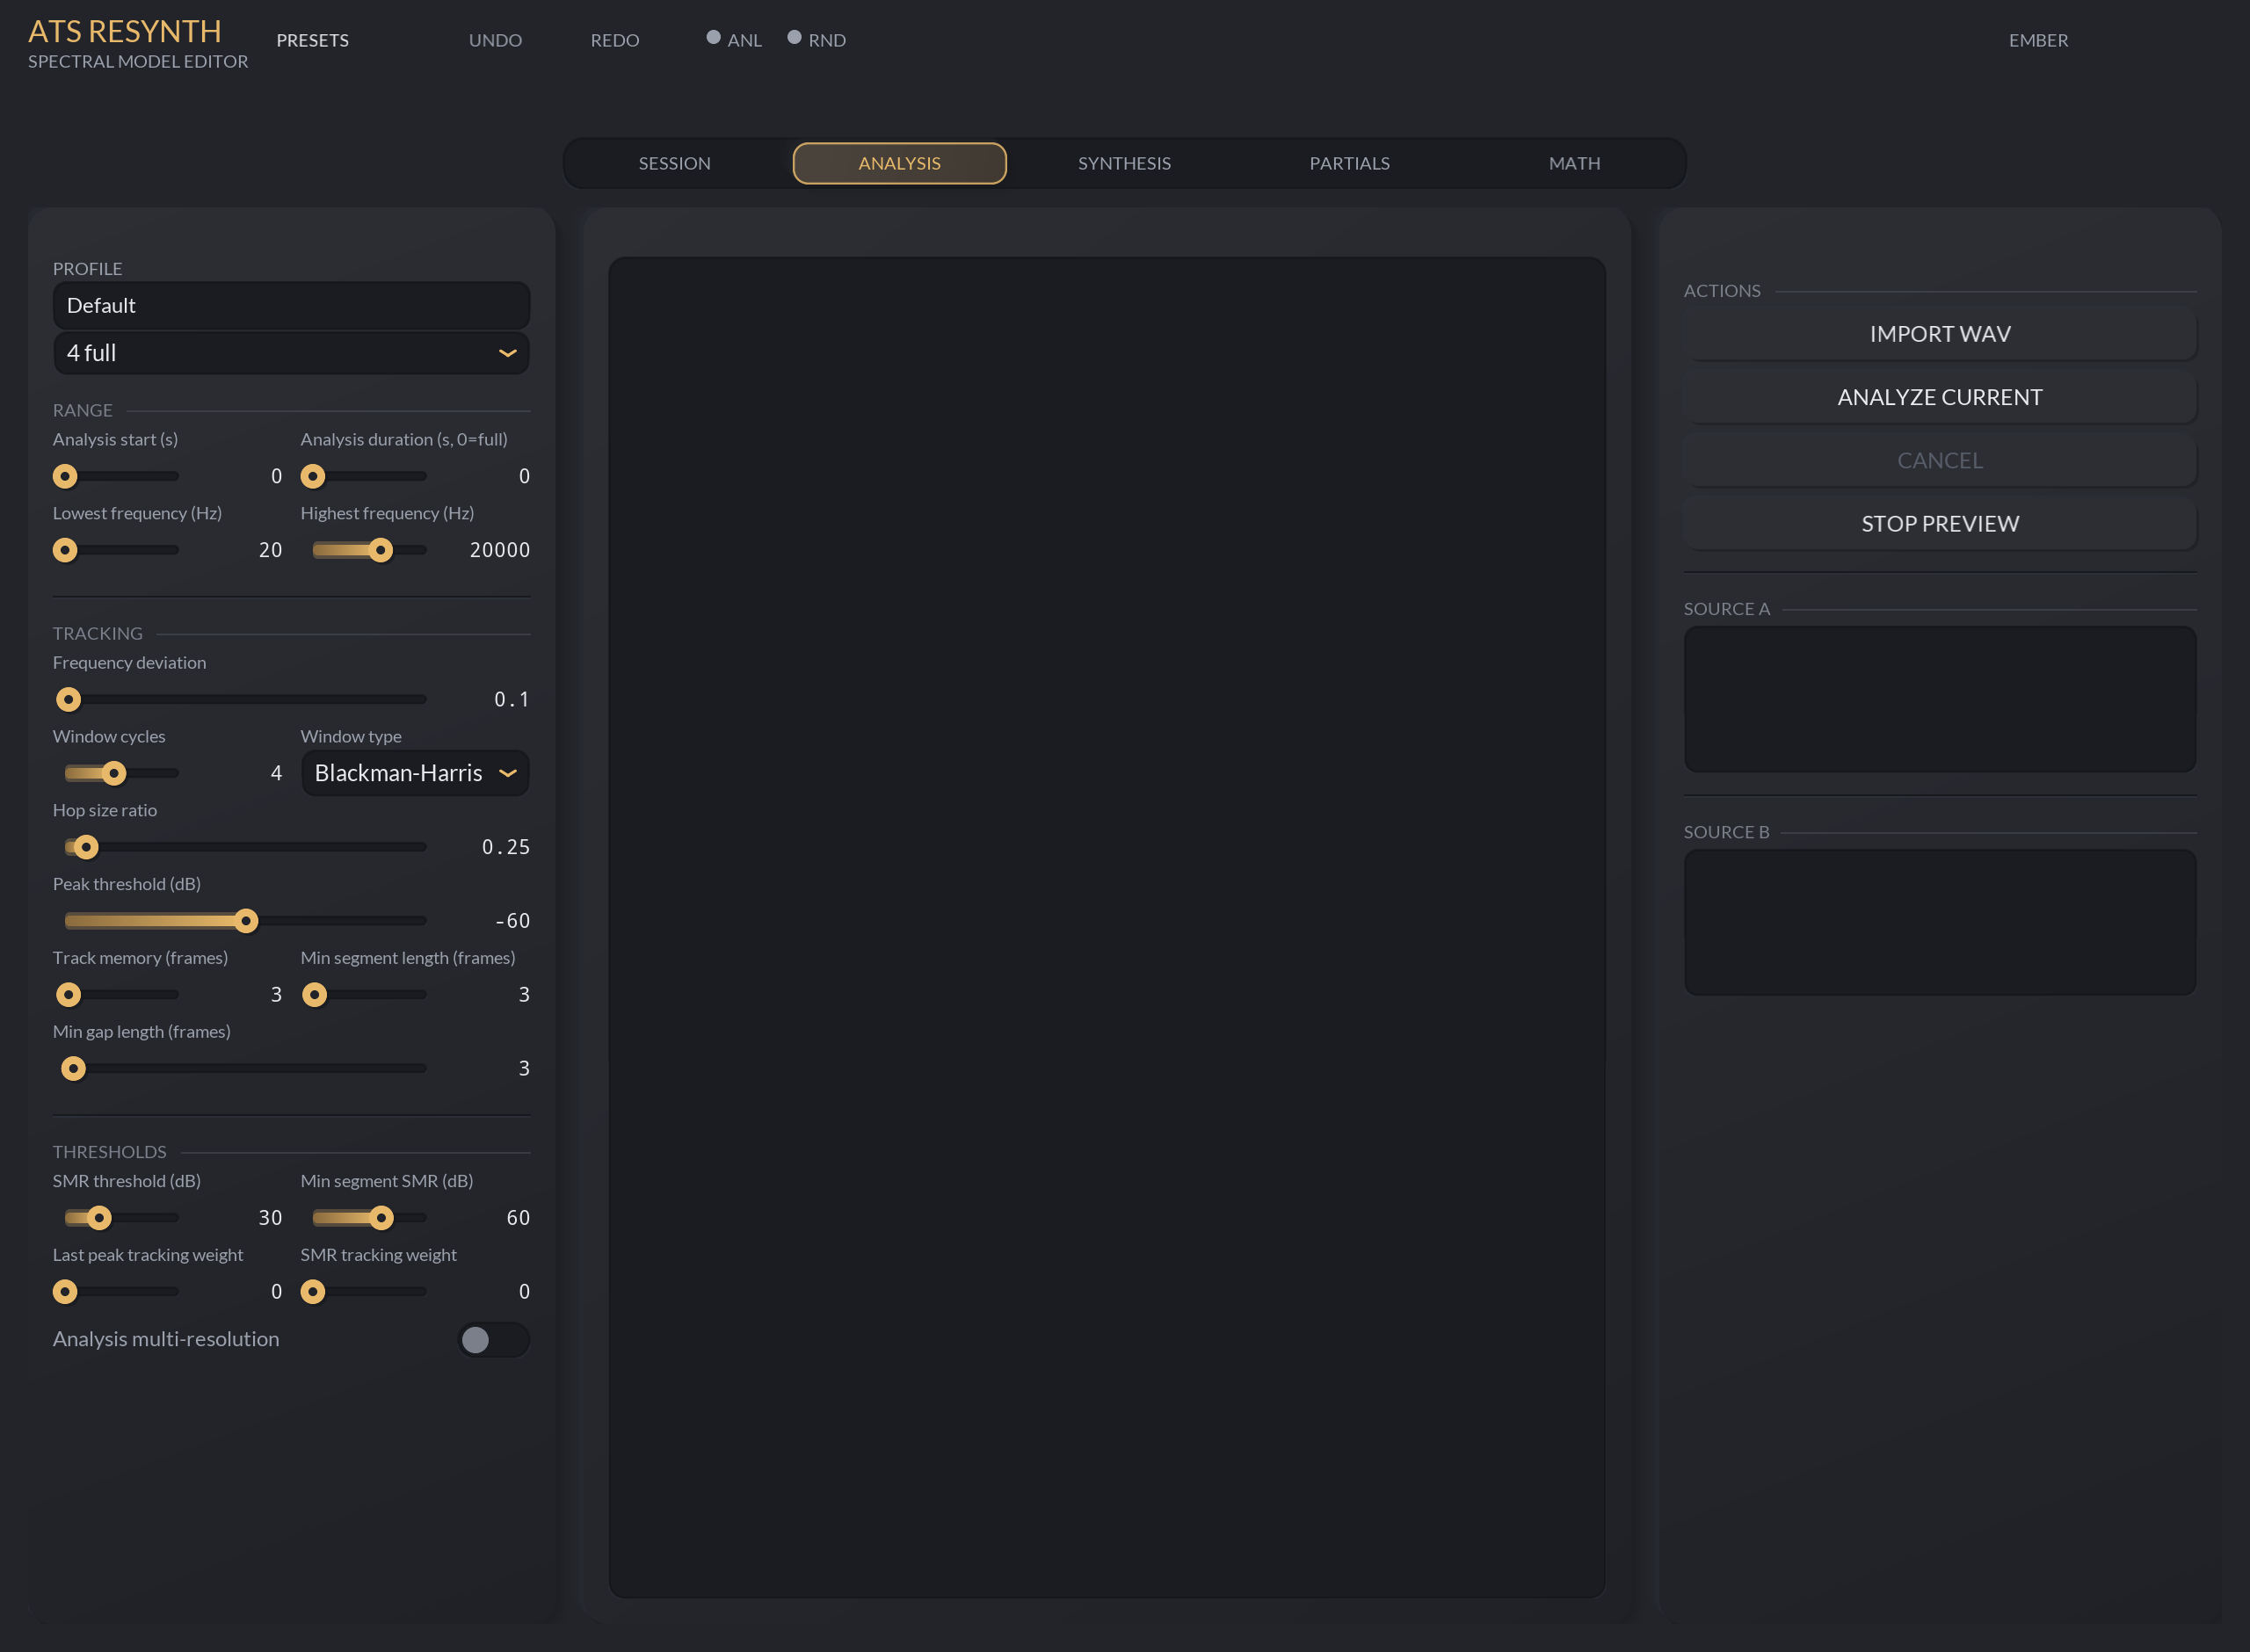 ATS RESYNTH
SPECTRAL MODEL EDITOR
PRESETS
UNDO
REDO
ANL
RND
EMBER
SESSION
ANALYSIS
SYNTHESIS
PARTIALS
MATH
PROFILE
Default
4 full
RANGE
Analysis start (s)
0
Analysis duration (s, 0=full)
0
Lowest frequency (Hz)
20
Highest frequency (Hz)
20000
TRACKING
Frequency deviation
0.1
Window cycles
4
Window type
Blackman-Harris
Hop size ratio
0.25
Peak threshold (dB)
-60
Track memory (frames)
3
Min segment length (frames)
3
Min gap length (frames)
3
THRESHOLDS
SMR threshold (dB)
30
Min segment SMR (dB)
60
Last peak tracking weight
0
SMR tracking weight
0
Analysis multi-resolution
ACTIONS
IMPORT WAV
ANALYZE CURRENT
CANCEL
STOP PREVIEW
SOURCE A
SOURCE B